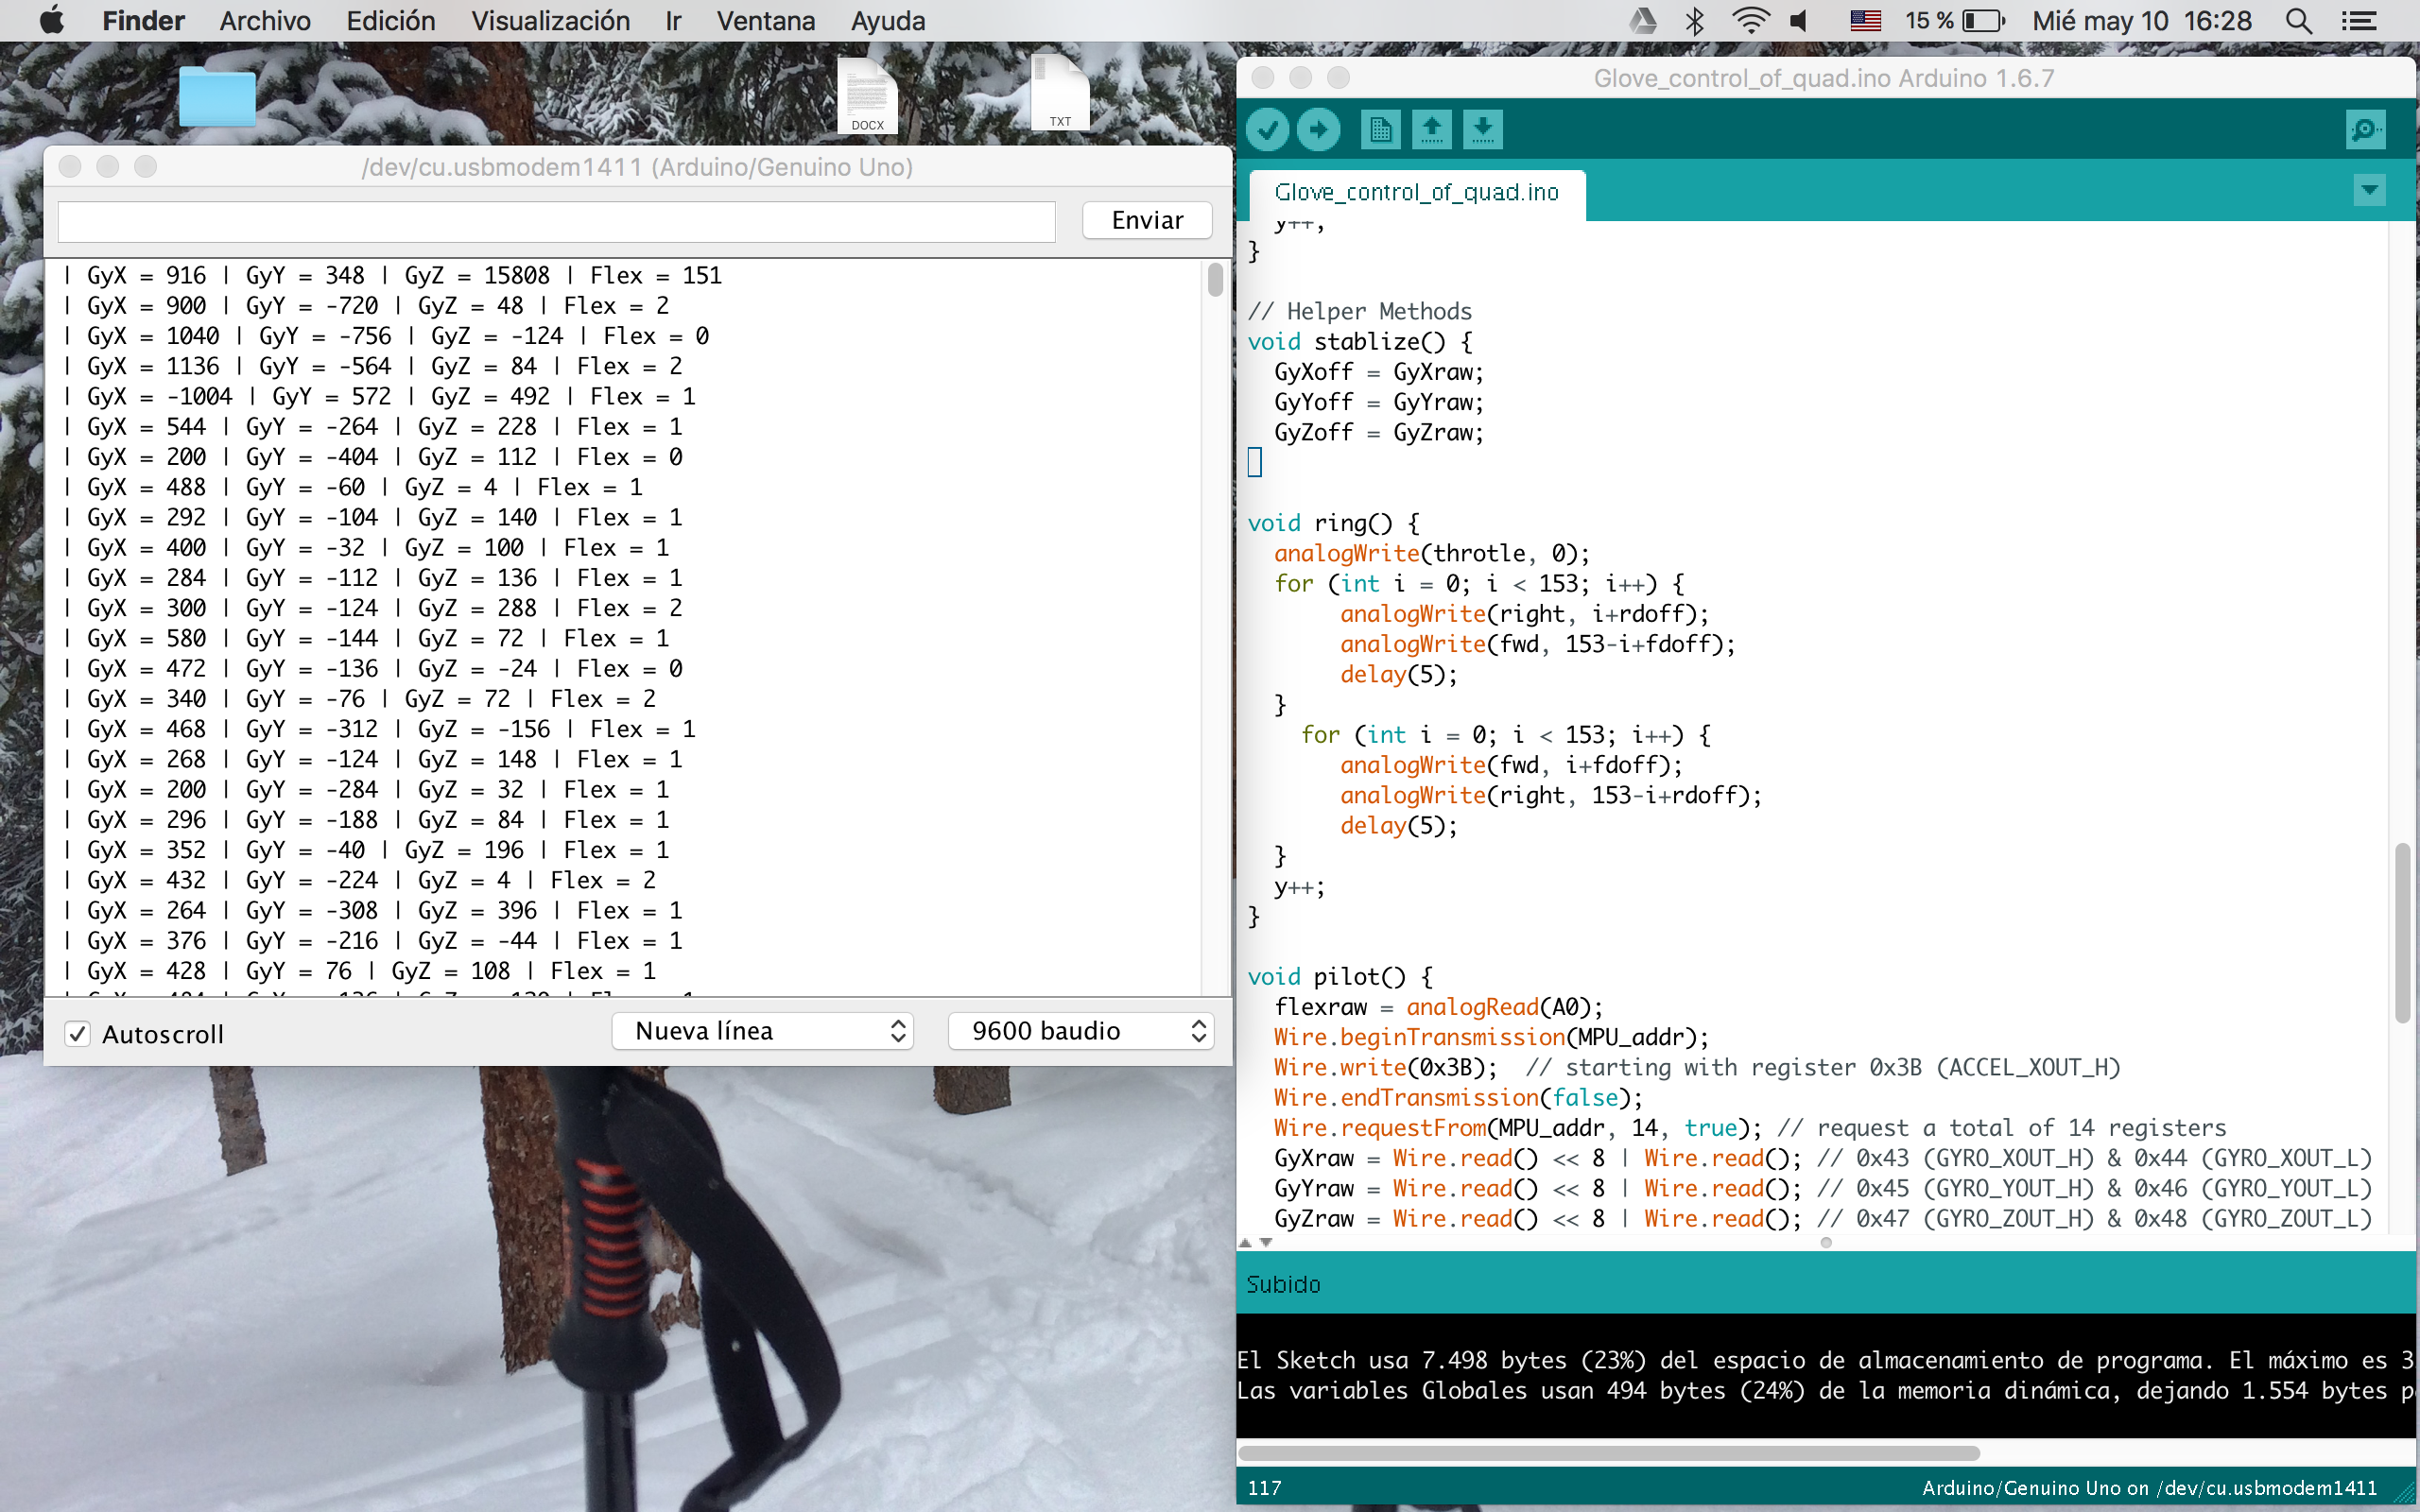 Finder Archivo Edición Visualización Ir Ventana Ayuda 15 % Mié may 10 16:28
DOCX
TXT
/dev/cu.usbmodem1411 (Arduino/Genuino Uno)
Enviar
| GyX = 916 | GyY = 348 | GyZ = 15808 | Flex = 151
| GyX = 900 | GyY = -720 | GyZ = 48 | Flex = 2
| GyX = 1040 | GyY = -756 | GyZ = -124 | Flex = 0
| GyX = 1136 | GyY = -564 | GyZ = 84 | Flex = 2
| GyX = -1004 | GyY = 572 | GyZ = 492 | Flex = 1
| GyX = 544 | GyY = -264 | GyZ = 228 | Flex = 1
| GyX = 200 | GyY = -404 | GyZ = 112 | Flex = 0
| GyX = 488 | GyY = -60 | GyZ = 4 | Flex = 1
| GyX = 292 | GyY = -104 | GyZ = 140 | Flex = 1
| GyX = 400 | GyY = -32 | GyZ = 100 | Flex = 1
| GyX = 284 | GyY = -112 | GyZ = 136 | Flex = 1
| GyX = 300 | GyY = -124 | GyZ = 288 | Flex = 2
| GyX = 580 | GyY = -144 | GyZ = 72 | Flex = 1
| GyX = 472 | GyY = -136 | GyZ = -24 | Flex = 0
| GyX = 340 | GyY = -76 | GyZ = 72 | Flex = 2
| GyX = 468 | GyY = -312 | GyZ = -156 | Flex = 1
| GyX = 268 | GyY = -124 | GyZ = 148 | Flex = 1
| GyX = 200 | GyY = -284 | GyZ = 32 | Flex = 1
| GyX = 296 | GyY = -188 | GyZ = 84 | Flex = 1
| GyX = 352 | GyY = -40 | GyZ = 196 | Flex = 1
| GyX = 432 | GyY = -224 | GyZ = 4 | Flex = 2
| GyX = 264 | GyY = -308 | GyZ = 396 | Flex = 1
| GyX = 376 | GyY = -216 | GyZ = -44 | Flex = 1
| GyX = 428 | GyY = 76 | GyZ = 108 | Flex = 1
Autoscroll Nueva línea 9600 baudio
Glove_control_of_quad.ino Arduino 1.6.7
Glove_control_of_quad.ino
}
// Helper Methods
void stablize() {
GyXoff = GyXraw;
GyYoff = GyYraw;
GyZoff = GyZraw;
void ring() {
analogWrite(throtle, 0);
for (int i = 0; i < 153; i++) {
analogWrite(right, i+rdoff);
analogWrite(fwd, 153-i+fdoff);
delay(5);
}
for (int i = 0; i < 153; i++) {
analogWrite(fwd, i+fdoff);
analogWrite(right, 153-i+rdoff);
delay(5);
}
y++;
}
void pilot() {
flexraw = analogRead(A0);
Wire.beginTransmission(MPU_addr);
Wire.write(0x3B); // starting with register 0x3B (ACCEL_XOUT_H)
Wire.endTransmission(false);
Wire.requestFrom(MPU_addr, 14, true); // request a total of 14 registers
GyXraw = Wire.read() << 8 | Wire.read(); // 0x43 (GYRO_XOUT_H) & 0x44 (GYRO_XOUT_L)
GyYraw = Wire.read() << 8 | Wire.read(); // 0x45 (GYRO_YOUT_H) & 0x46 (GYRO_YOUT_L)
GyZraw = Wire.read() << 8 | Wire.read(); // 0x47 (GYRO_ZOUT_H) & 0x48 (GYRO_ZOUT_L)
Subido
El Sketch usa 7.498 bytes (23%) del espacio de almacenamiento de programa. El máximo es 3
Las variables Globales usan 494 bytes (24%) de la memoria dinámica, dejando 1.554 bytes p
117 Arduino/Genuino Uno on /dev/cu.usbmodem1411